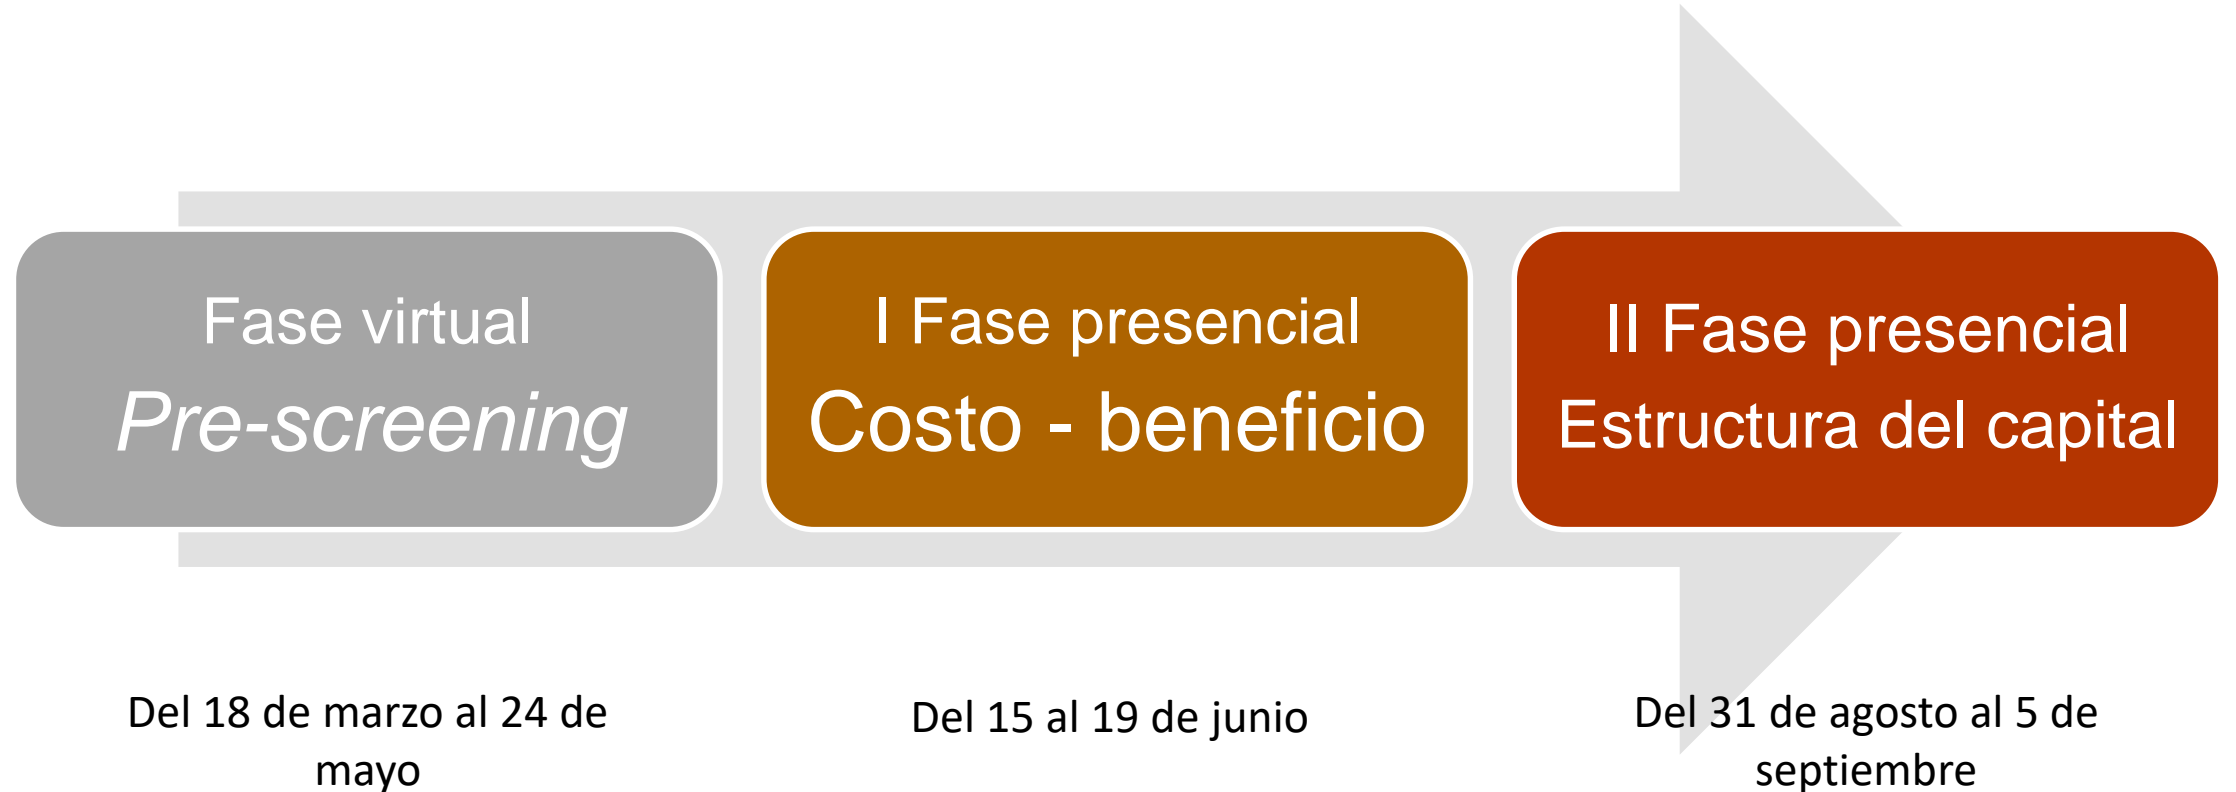 Fase virtual
Pre-screening
I Fase presencial
Costo - beneficio
II Fase presencial
Estructura del capital
Del 18 de marzo al 24 de
mayo
Del 15 al 19 de junio
Del 31 de agosto al 5 de
septiembre